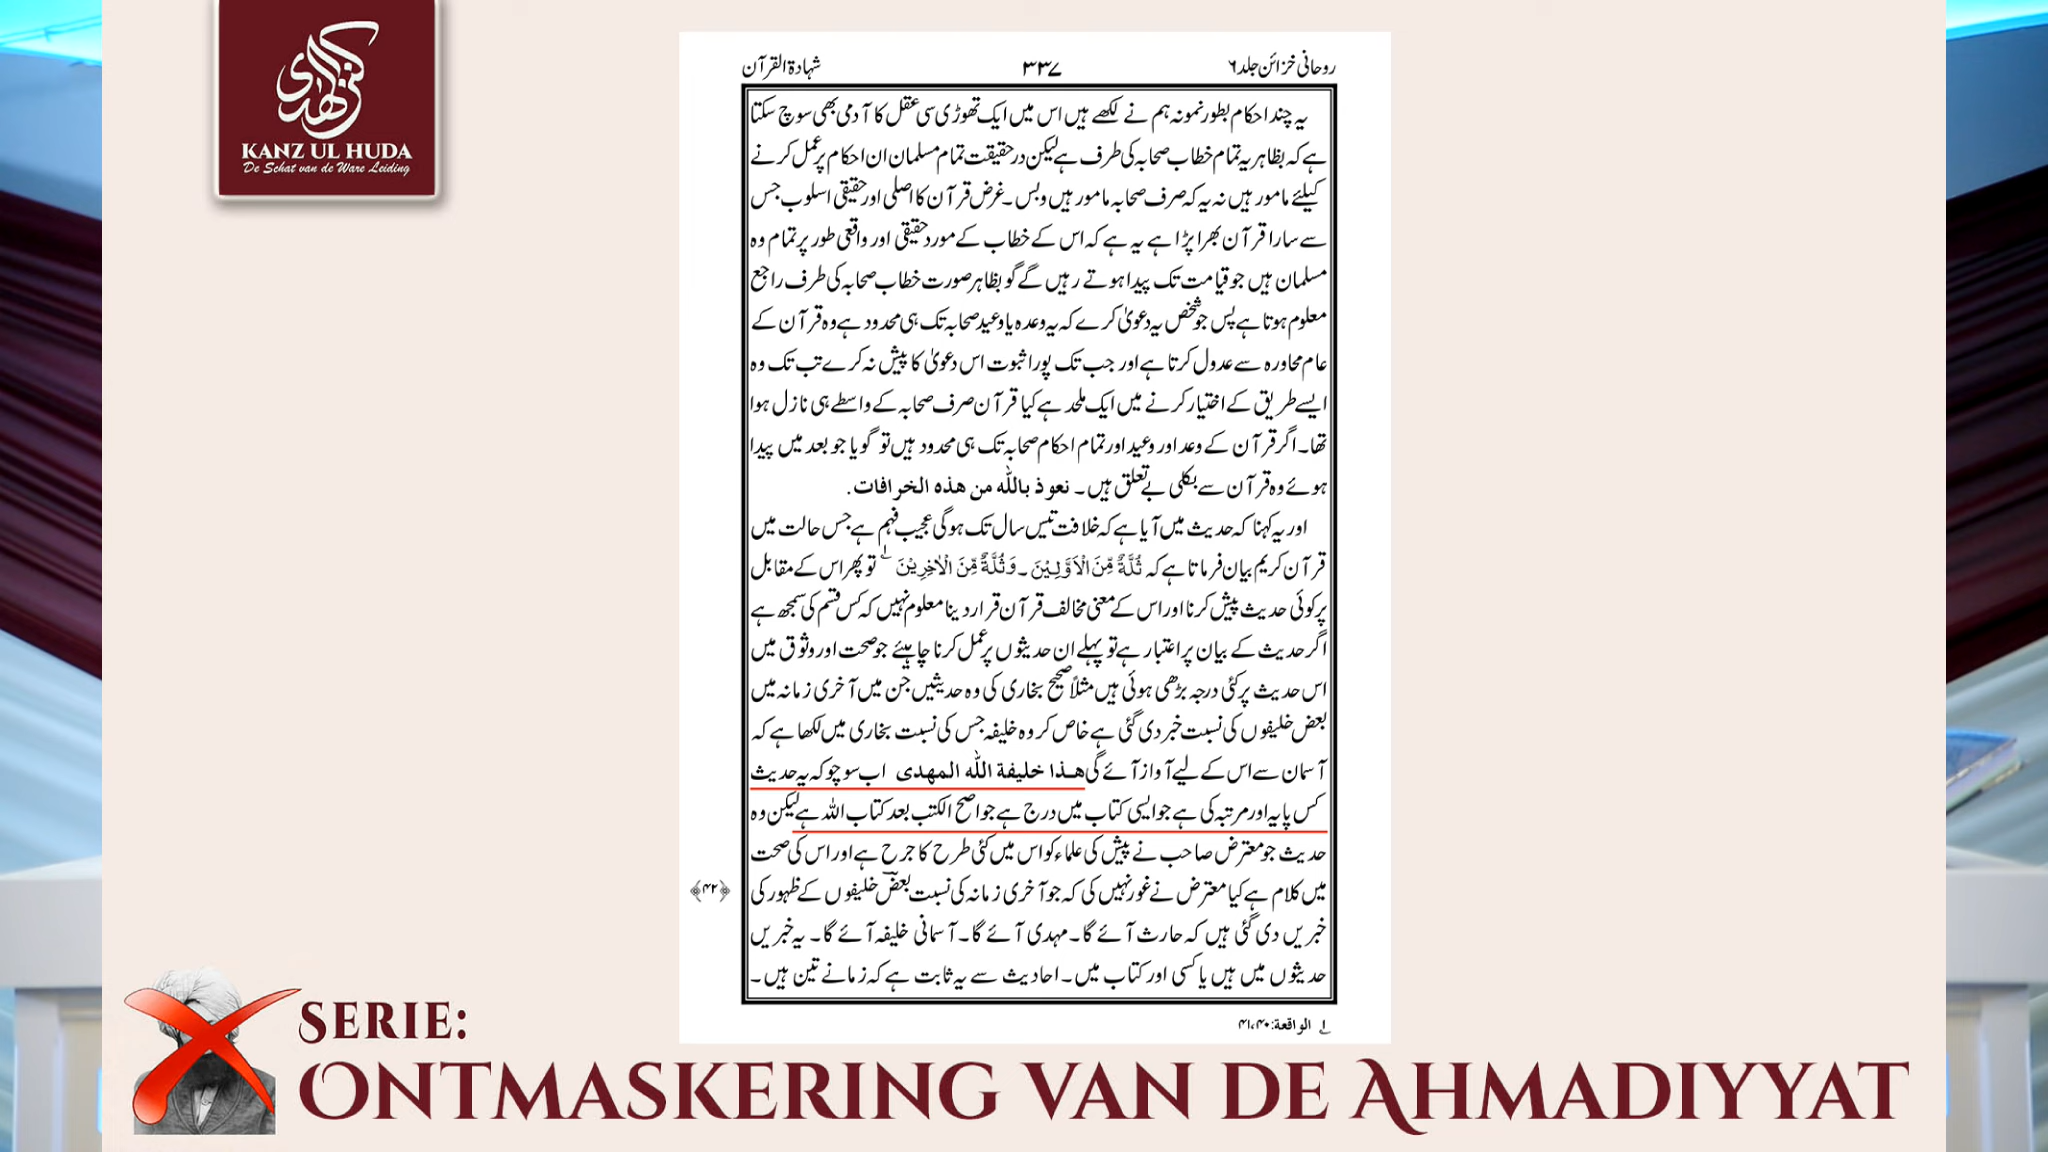 كنز الهدى
KANZ UL HUDA
De Schat van de Ware Leiding
روحانی خزائن جلد ۶
۳۳۷
شہادۃ القرآن
یہ چند احکام بطور نمونہ ہم نے لکھے ہیں اس میں ایک تھوڑی سی عقل کا آدمی بھی سوچ سکتا
ہے کہ بظاہر یہ تمام خطاب صحابہ کی طرف ہے لیکن درحقیقت تمام مسلمان ان احکام پر عمل کرنے
کیلئے مامور ہیں نہ یہ کہ صرف صحابہ مامور ہیں وبس۔ غرض قرآن کا اصلی اور حقیقی اسلوب جس
سے سارا قرآن بھرا پڑا ہے یہ ہے کہ اس کے خطاب کے مورد حقیقی اور واقعی طور پر تمام وہ
مسلمان ہیں جو قیامت تک پیدا ہوتے رہیں گے گو بظاہر صورت خطاب صحابہ کی طرف راجع
معلوم ہوتا ہے پس جو شخص یہ دعویٰ کرے کہ یہ وعدہ یا وعید صحابہ تک ہی محدود ہے وہ قرآن کے
عام محاورہ سے عدول کرتا ہے اور جب تک پورا ثبوت اس دعویٰ کا پیش نہ کرے تب تک وہ
ایسے طریق کے اختیار کرنے میں ایک ملحد ہے کیا قرآن صرف صحابہ کے واسطے ہی نازل ہوا
تھا۔ اگر قرآن کے وعد اور وعید اور تمام احکام صحابہ تک ہی محدود ہیں تو گویا جو بعد میں پیدا
ہوئے وہ قرآن سے بکلی بے تعلق ہیں۔ نعوذ باللّٰه من هذه الخرافات.
اور یہ کہنا کہ حدیث میں آیا ہے کہ خلافت تیس سال تک ہوگی عجیب فہم ہے جس حالت میں
قرآن کریم بیان فرماتا ہے کہ ثُلَّةٌ مِّنَ الْاَوَّلِیْنَ ۔ وَثُلَّةٌ مِّنَ الْاٰخِرِیْنَ ۱؎ تو پھر اس کے مقابل
پر کوئی حدیث پیش کرنا اور اس کے معنی مخالف قرآن قرار دینا معلوم نہیں کہ کس قسم کی سمجھ ہے
اگر حدیث کے بیان پر اعتبار ہے تو پہلے ان حدیثوں پر عمل کرنا چاہیئے جو صحت اور وثوق میں
اس حدیث پر کئی درجہ بڑھی ہوئی ہیں مثلاً صحیح بخاری کی وہ حدیثیں جن میں آخری زمانہ میں
بعض خلیفوں کی نسبت خبر دی گئی ہے خاص کر وہ خلیفہ جس کی نسبت بخاری میں لکھا ہے کہ
آسمان سے اس کے لیے آواز آئے گی هـذا خليفة اللّٰه المهدى اب سوچو کہ یہ حدیث
کس پایہ اور مرتبہ کی ہے جو ایسی کتاب میں درج ہے جو اصح الکتب بعد کتاب اللہ ہے لیکن وہ
حدیث جو معترض صاحب نے پیش کی علماء کو اس میں کئی طرح کا جرح ہے اور اس کی صحت
میں کلام ہے کیا معترض نے غور نہیں کی کہ جو آخری زمانہ کی نسبت بعض خلیفوں کے ظہور کی
﴿۴۲﴾
خبریں دی گئی ہیں کہ حارث آئے گا۔ مہدی آئے گا۔ آسمانی خلیفہ آئے گا۔ یہ خبریں
حدیثوں میں ہیں یا کسی اور کتاب میں۔ احادیث سے یہ ثابت ہے کہ زمانے تین ہیں۔
۱؎ الواقعة: ۴۰، ۴۱
SERIE:
ONTMASKERING VAN DE AHMADIYYAT